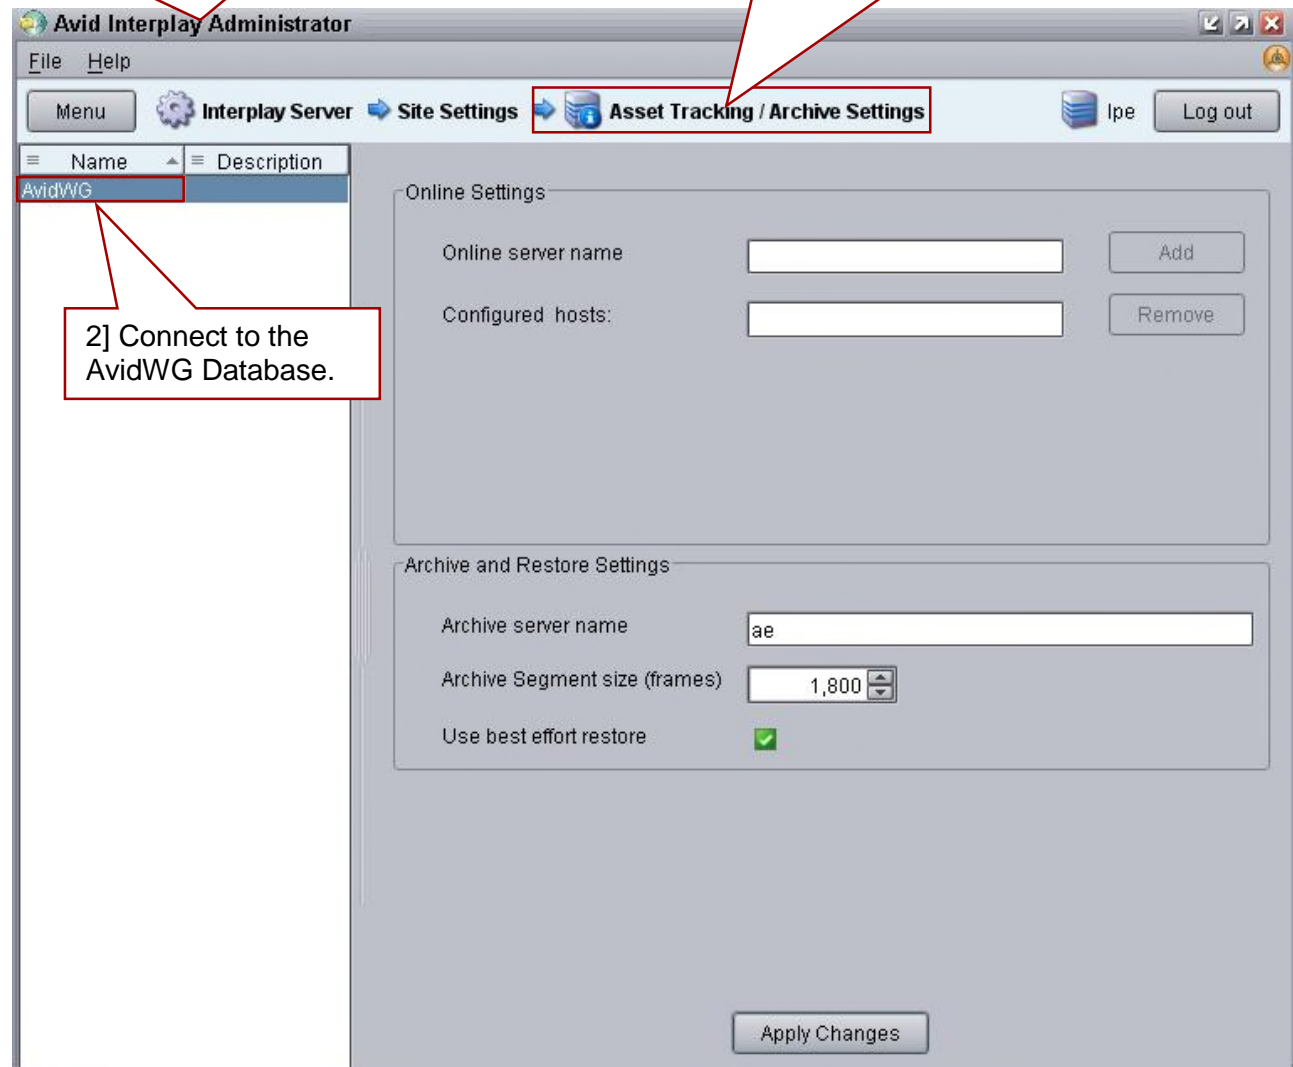 Avid Interplay Administrator
File Help
Menu Interplay Server Site Settings Asset Tracking / Archive Settings Ipe Log out
Name Description
AvidWG
2] Connect to the
AvidWG Database.
Online Settings
Online server name Add
Configured hosts: Remove
Archive and Restore Settings
Archive server name ae
Archive Segment size (frames) 1,800
Use best effort restore
Apply Changes